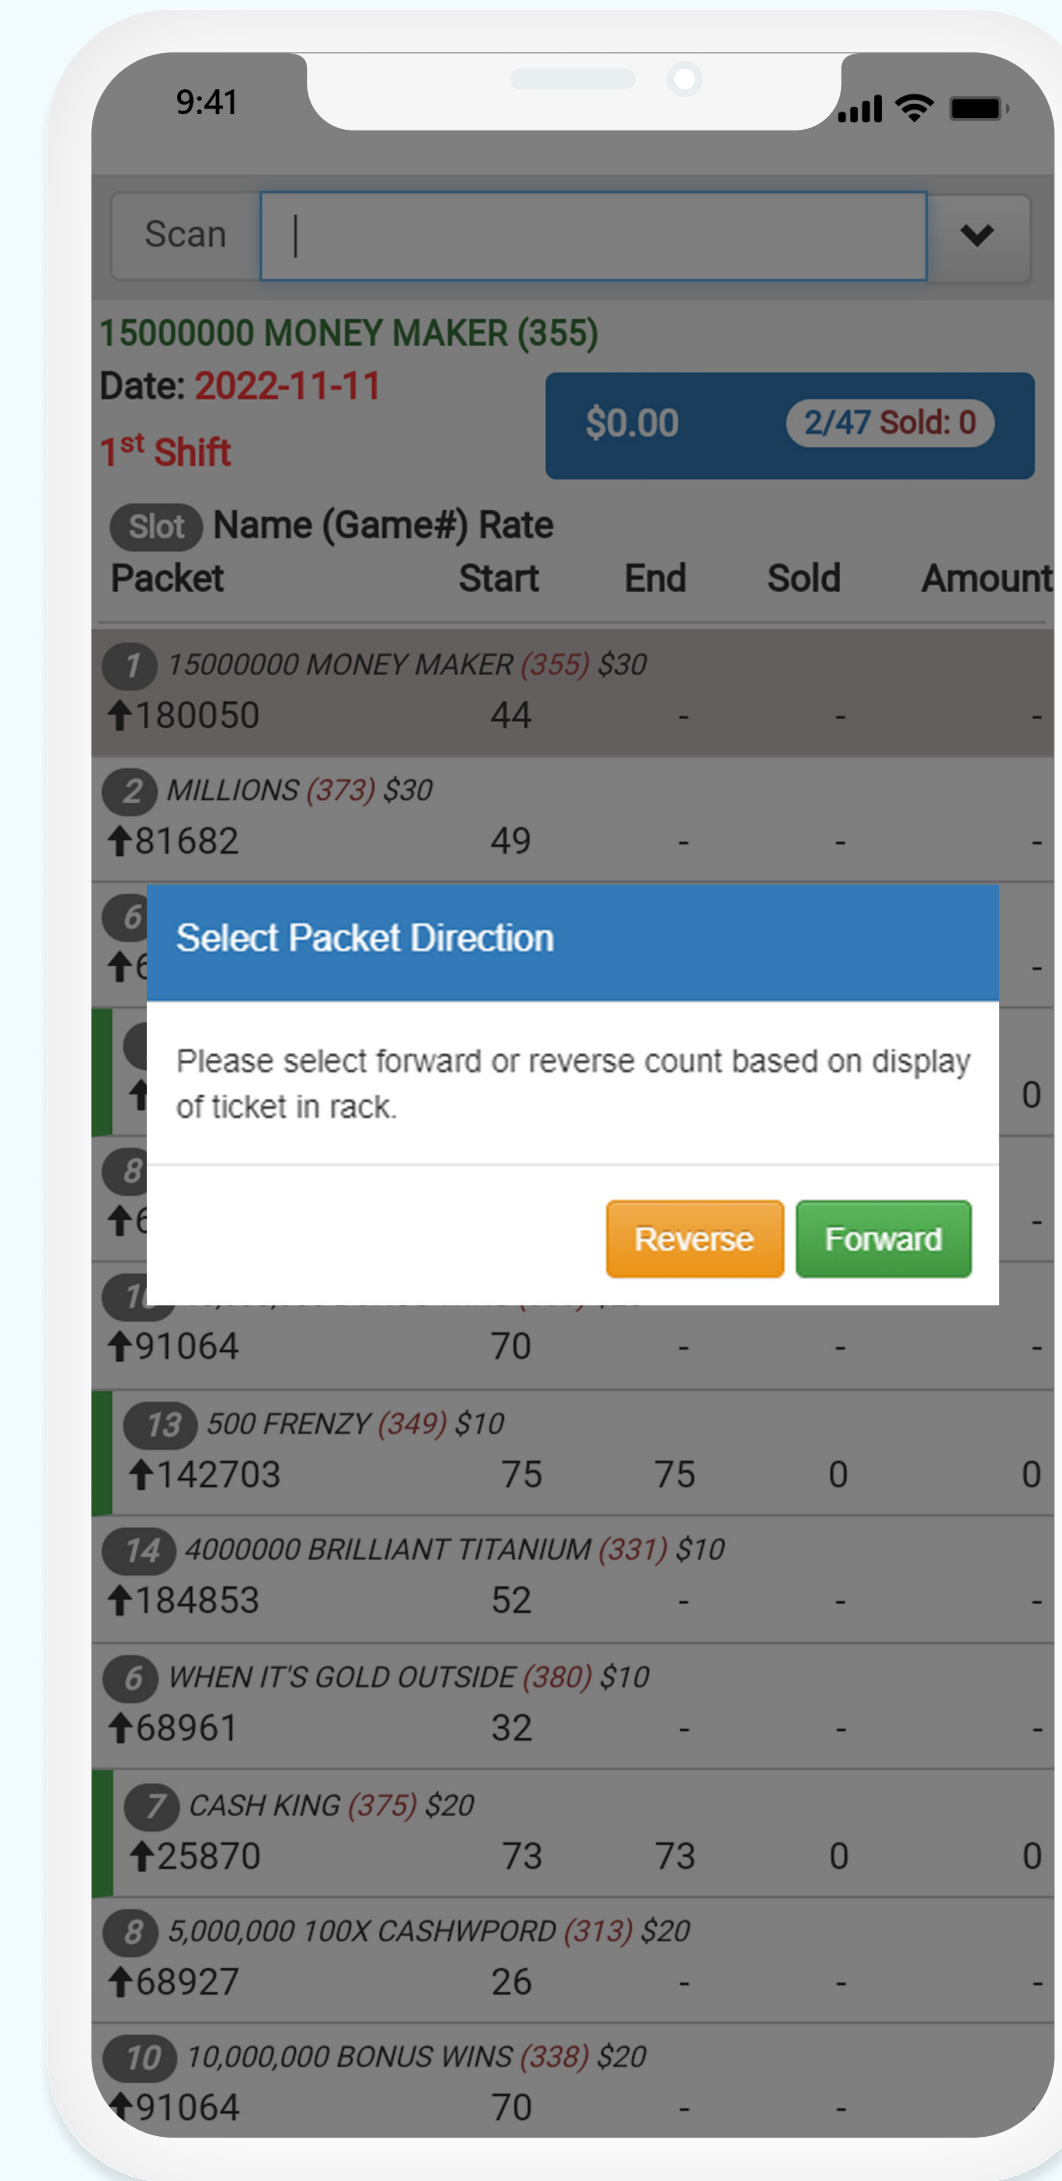 9:41
Scan
15000000 MONEY MAKER (355)
Date: 2022-11-11
1st Shift
$0.00 2/47 Sold: 0
Slot Name (Game#) Rate
Packet Start End Sold Amount
1 15000000 MONEY MAKER (355) $30
180050 44 - - -
2 MILLIONS (373) $30
81682 49 - - -
6
Select Packet Direction
-
Please select forward or reverse count based on display
of ticket in rack.
0
8
-
Reverse Forward
91064 70 - - -
13 500 FRENZY (349) $10
142703 75 75 0 0
14 4000000 BRILLIANT TITANIUM (331) $10
184853 52 - - -
6 WHEN IT'S GOLD OUTSIDE (380) $10
68961 32 - - -
7 CASH KING (375) $20
25870 73 73 0 0
8 5,000,000 100X CASHWPORD (313) $20
68927 26 - - -
10 10,000,000 BONUS WINS (338) $20
91064 70 - -